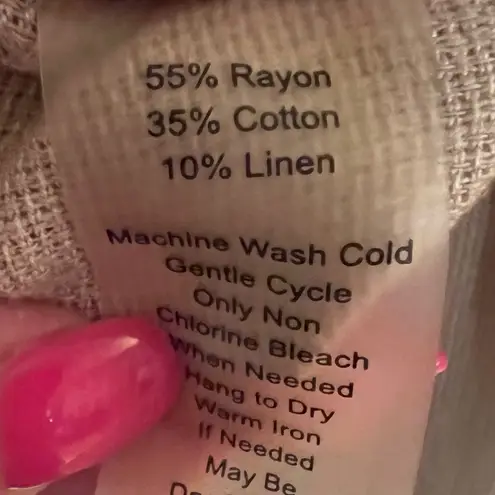 55% Rayon
35% Cotton
10% Linen
Machine Wash Cold
Gentle Cycle
Only Non
Chlorine Bleach
When Needed
Hang to Dry
Warm Iron
If Needed
May Be